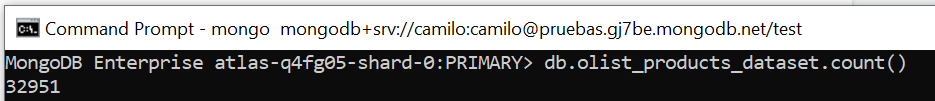 Command Prompt - mongo  mongodb+srv://camilo:camilo@pruebas.gj7be.mongodb.net/test
MongoDB Enterprise atlas-q4fg05-shard-0:PRIMARY> db.olist_products_dataset.count()
32951